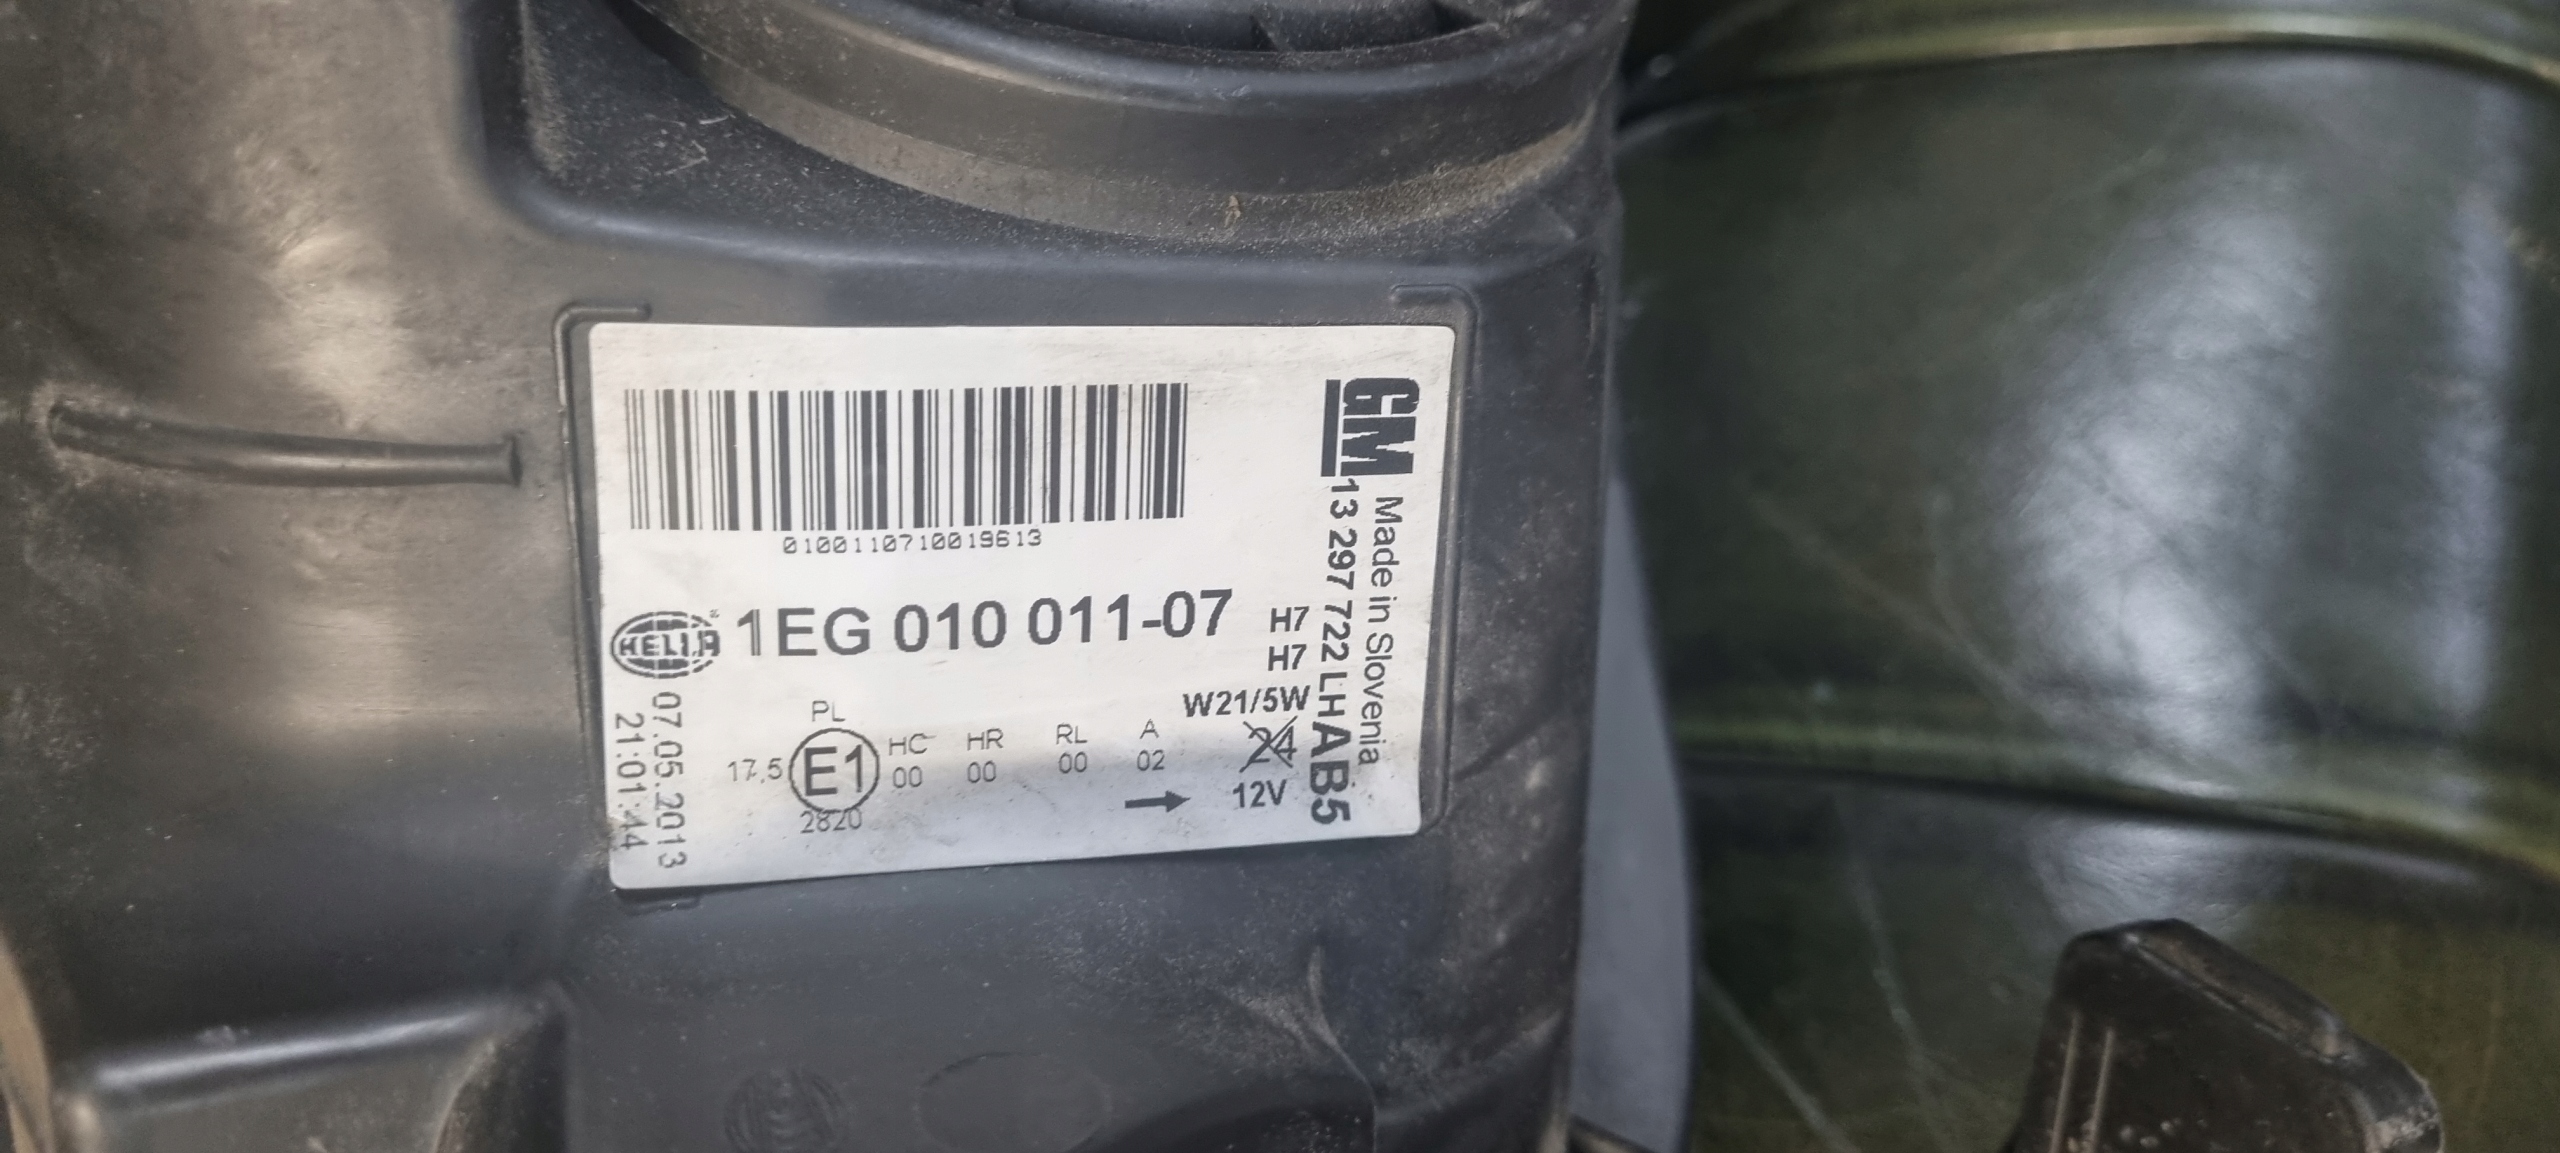 0100110710019613
HELLA
1EG 010 011-07
H7
H7
W21/5W
24
12V
PL
17,5 E1 HC HR RL A
00 00 00 02
2820
→
07.05.2013
21:01:44
GM 13 297 722 LH AB5
Made in Slovenia